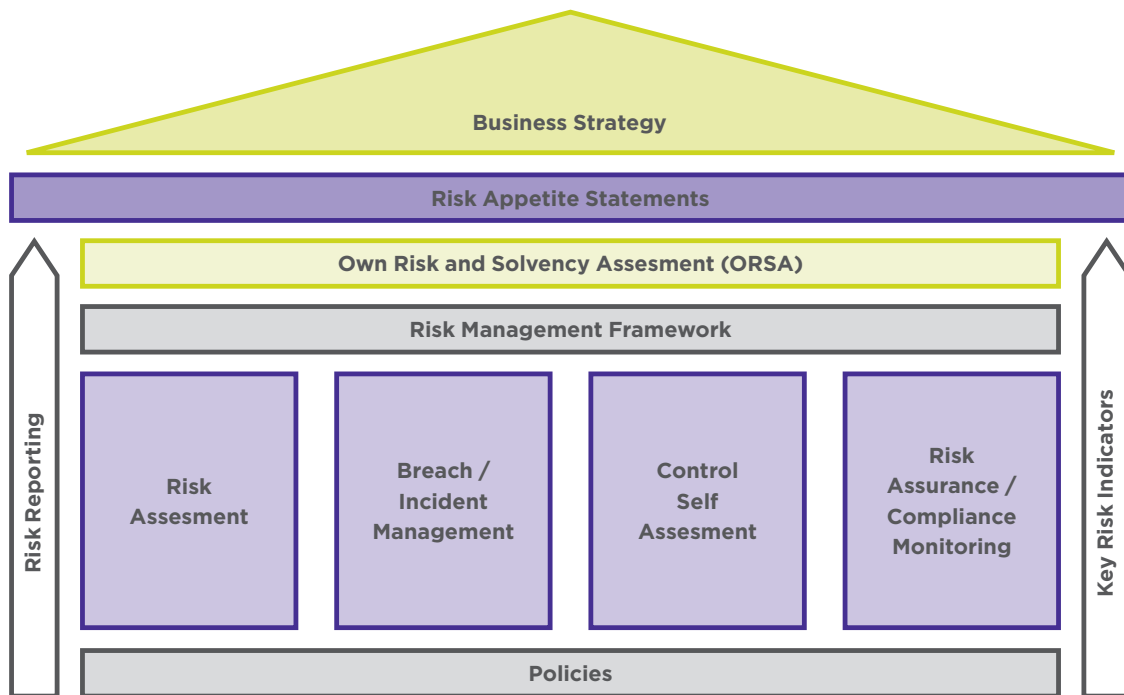 Business Strategy
Risk Appetite Statements
Own Risk and Solvency Assesment (ORSA)
Risk Management Framework
Risk Reporting
Risk
Assesment
Breach /
Incident
Management
Control
Self
Assesment
Risk
Assurance /
Compliance
Monitoring
Key Risk Indicators
Policies